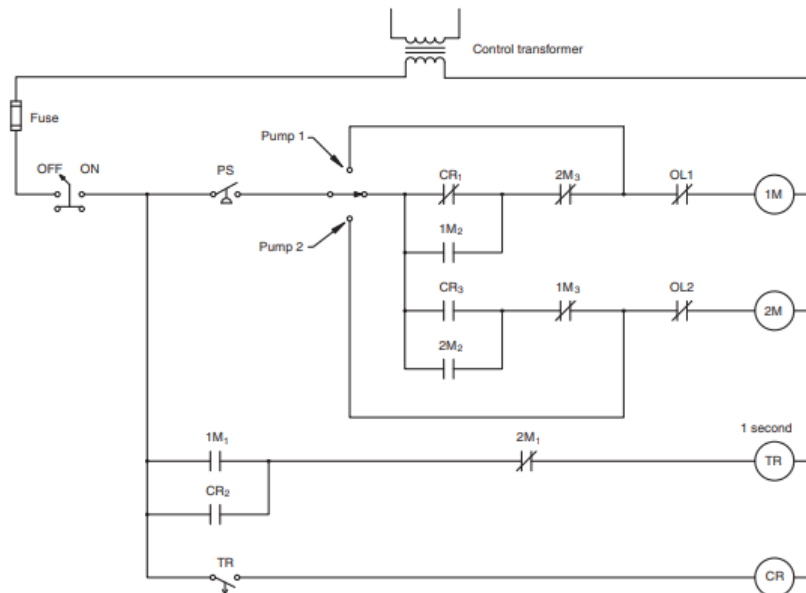 Control transformer
Fuse
Pump 1
OFF ON
PS
CR1
2M3
OL1
1M
Pump 2
1M2
CR3
1M3
OL2
2M
2M2
1 second
1M1
2M1
TR
CR2
TR
CR